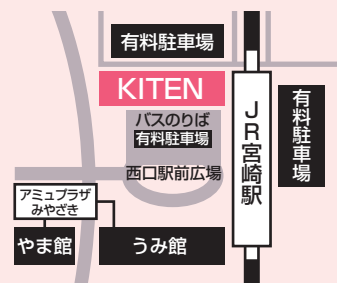 有料駐車場
KITEN
バスのりば
有料駐車場
西口駅前広場
JR宮崎駅
有料駐車場
アミュプラザ
みやざき
やま館
うみ館